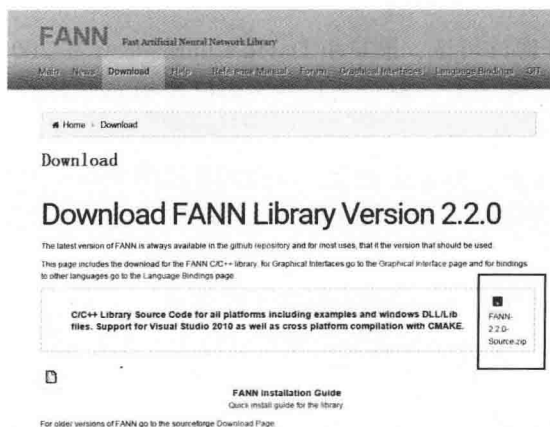 FANN Fast Artificial Neural Network Library
Main News Download Help Reference Manual Forum Graphical Interfaces Language Bindings GIT
Home > Download
Download
Download FANN Library Version 2.2.0
The latest version of FANN is always available in the github repository and for most uses, that it the version that should be used.
This page includes the download for the FANN C/C++ library, for Graphical Interfaces go to the Graphical Interface page and for bindings
to other languages go to the Language Bindings page.
C/C++ Library Source Code for all platforms including examples and windows DLL/Lib
files. Support for Visual Studio 2010 as well as cross platform compilation with CMAKE.
FANN-
2.2.0-
Source.zip
FANN Installation Guide
Quick install guide for the library
For older versions of FANN go to the sourceforge Download Page.